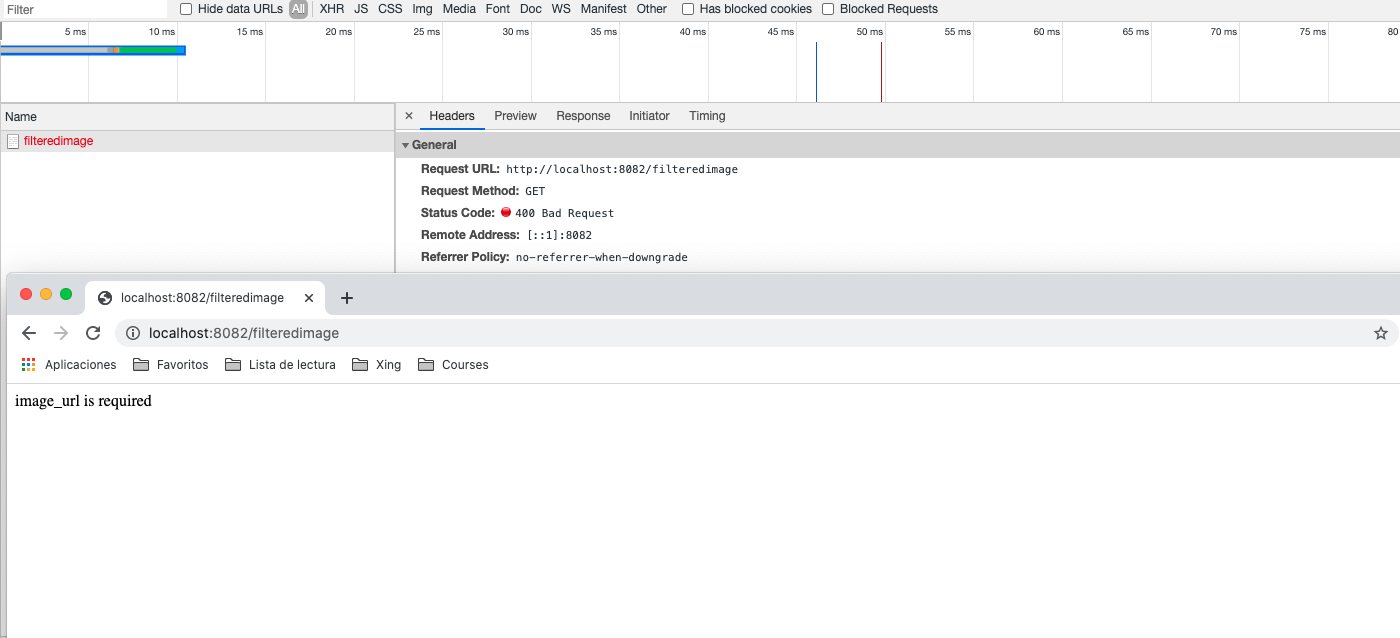 Filter Hide data URLs All XHR JS CSS Img Media Font Doc WS Manifest Other Has blocked cookies Blocked Requests
5 ms 10 ms 15 ms 20 ms 25 ms 30 ms 35 ms 40 ms 45 ms 50 ms 55 ms 60 ms 65 ms 70 ms 75 ms 80
Name
filteredimage
× Headers Preview Response Initiator Timing
General
Request URL: http://localhost:8082/filteredimage
Request Method: GET
Status Code: 400 Bad Request
Remote Address: [::1]:8082
Referrer Policy: no-referrer-when-downgrade
localhost:8082/filteredimage
localhost:8082/filteredimage
Aplicaciones Favoritos Lista de lectura Xing Courses
image_url is required